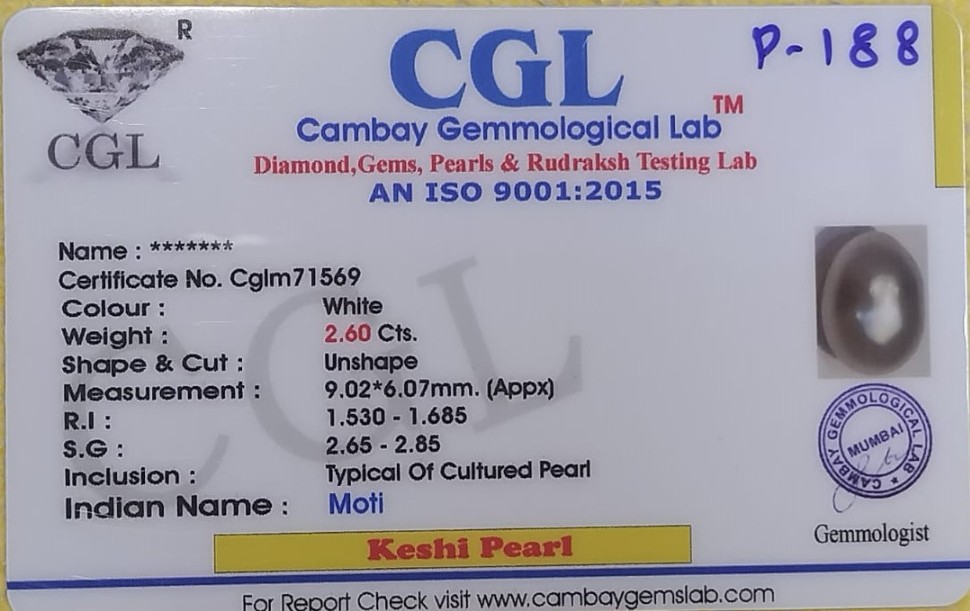 R
CGL
P-188
CGL
TM
Cambay Gemmological Lab
Diamond,Gems, Pearls & Rudraksh Testing Lab
AN ISO 9001:2015
Name : *******
Certificate No. Cglm71569
Colour : White
Weight : 2.60 Cts.
Shape & Cut : Unshape
Measurement : 9.02*6.07mm. (Appx)
R.I : 1.530 - 1.685
S.G : 2.65 - 2.85
Inclusion : Typical Of Cultured Pearl
Indian Name : Moti
CAMBAY GEMMOLOGICAL LAB *
MUMBAI
Gemmologist
Keshi Pearl
For Report Check visit www.cambaygemslab.com
CGL